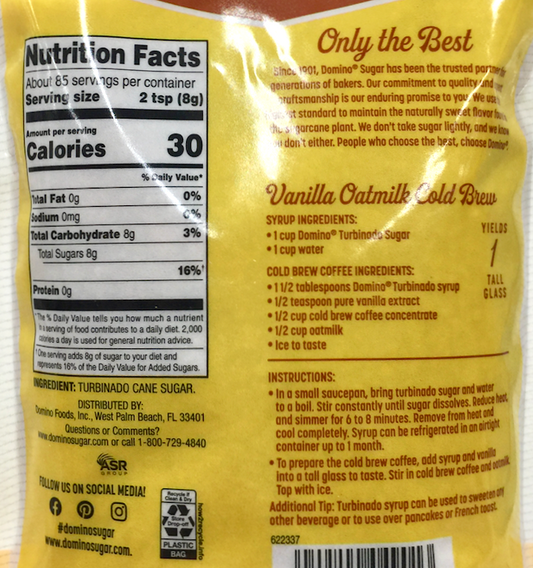 Nutrition Facts
About 85 servings per container
Serving size 2 tsp (8g)
Amount per serving
Calories 30
% Daily Value*
Total Fat 0g 0%
Sodium 0mg 0%
Total Carbohydrate 8g 3%
Total Sugars 8g
16%†
Protein 0g
*The % Daily Value tells you how much a nutrient
in a serving of food contributes to a daily diet. 2,000
calories a day is used for general nutrition advice.
†One serving adds 8g of sugar to your diet and
represents 16% of the Daily Value for Added Sugars.
INGREDIENT: TURBINADO CANE SUGAR.
DISTRIBUTED BY:
Domino Foods, Inc., West Palm Beach, FL 33401
Questions or Comments?
www.dominosugar.com or call 1-800-729-4840
ASR
GROUP
FOLLOW US ON SOCIAL MEDIA!
#dominosugar
www.dominosugar.com
Recycle if
Clean & Dry
Store
Drop-off
PLASTIC
BAG
how2recycle.info
Only the Best
Since 1901, Domino® Sugar has been the trusted partner for
generations of bakers. Our commitment to quality and
craftsmanship is our enduring promise to you. We use
standard to maintain the naturally sweet flavor
the sugarcane plant. We don't take sugar lightly, and we know
you don't either. People who choose the best, choose Domino®.
Vanilla Oatmilk Cold Brew
SYRUP INGREDIENTS:
• 1 cup Domino® Turbinado Sugar
• 1 cup water
COLD BREW COFFEE INGREDIENTS:
• 1 1/2 tablespoons Domino® Turbinado syrup
• 1/2 teaspoon pure vanilla extract
• 1/2 cup cold brew coffee concentrate
• 1/2 cup oatmilk
• Ice to taste
YIELDS
1
TALL
GLASS
INSTRUCTIONS:
• In a small saucepan, bring turbinado sugar and water
to a boil. Stir constantly until sugar dissolves. Reduce heat,
and simmer for 6 to 8 minutes. Remove from heat and
cool completely. Syrup can be refrigerated in an airtight
container up to 1 month.
• To prepare the cold brew coffee, add syrup and vanilla
into a tall glass to taste. Stir in cold brew coffee and oatmilk.
Top with ice.
Additional Tip: Turbinado syrup can be used to sweeten any
other beverage or to use over pancakes or French toast.
622337